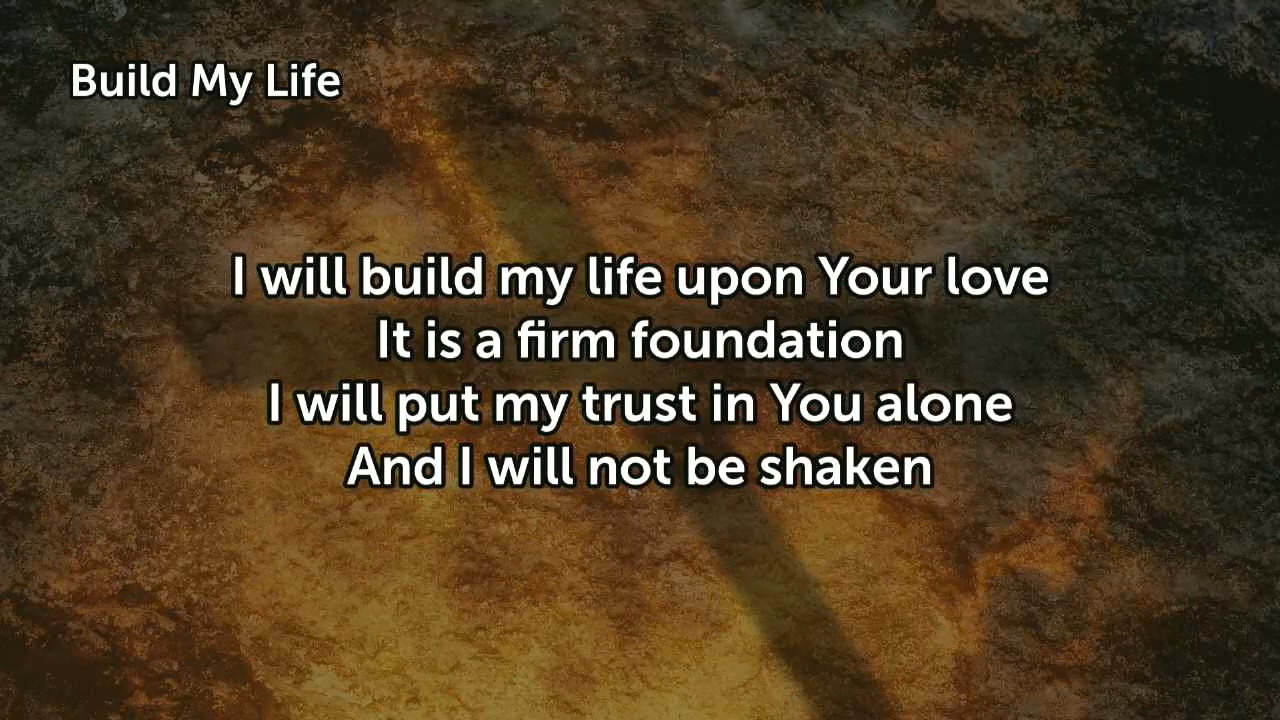 Build My Life
I will build my life upon Your love
It is a firm foundation
I will put my trust in You alone
And I will not be shaken